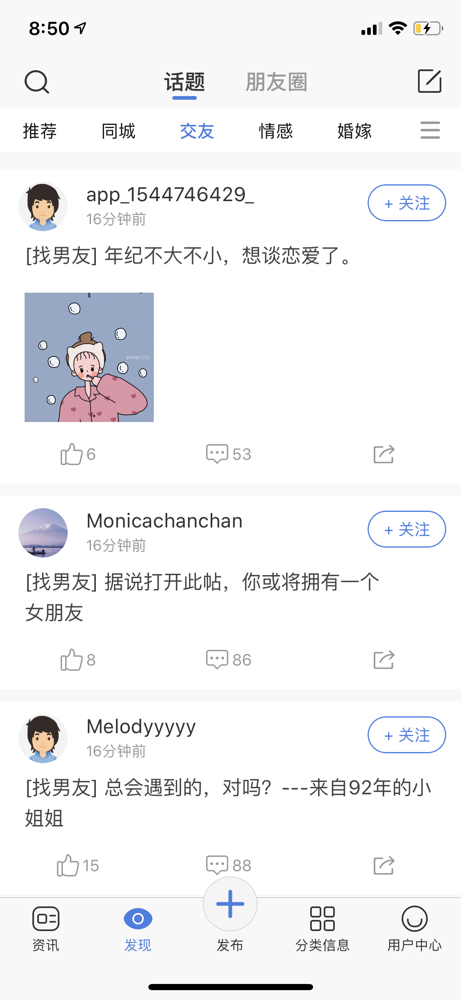 8:50
话题 朋友圈
推荐 同城 交友 情感 婚嫁
app_1544746429_
+ 关注
16分钟前
[找男友] 年纪不大不小，想谈恋爱了。
yeeyi亿忆
6 53
Monicachanchan
+ 关注
16分钟前
[找男友] 据说打开此帖，你或将拥有一个
女朋友
8 86
Melodyyyyy
+ 关注
16分钟前
[找男友] 总会遇到的，对吗？---来自92年的小
姐姐
15 88
资讯 发现 发布 分类信息 用户中心